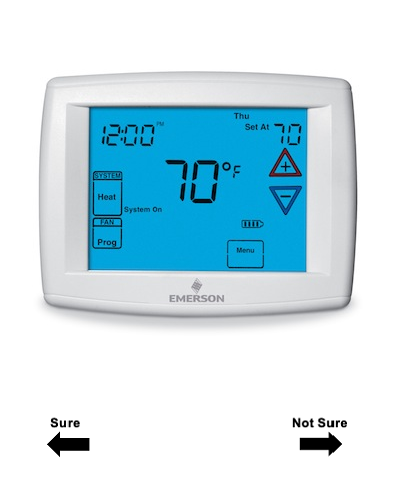 Thu
12:00 PM
Set At 70
70°F
SYSTEM
Heat
System On
FAN
Prog
Menu
EMERSON
Sure
Not Sure